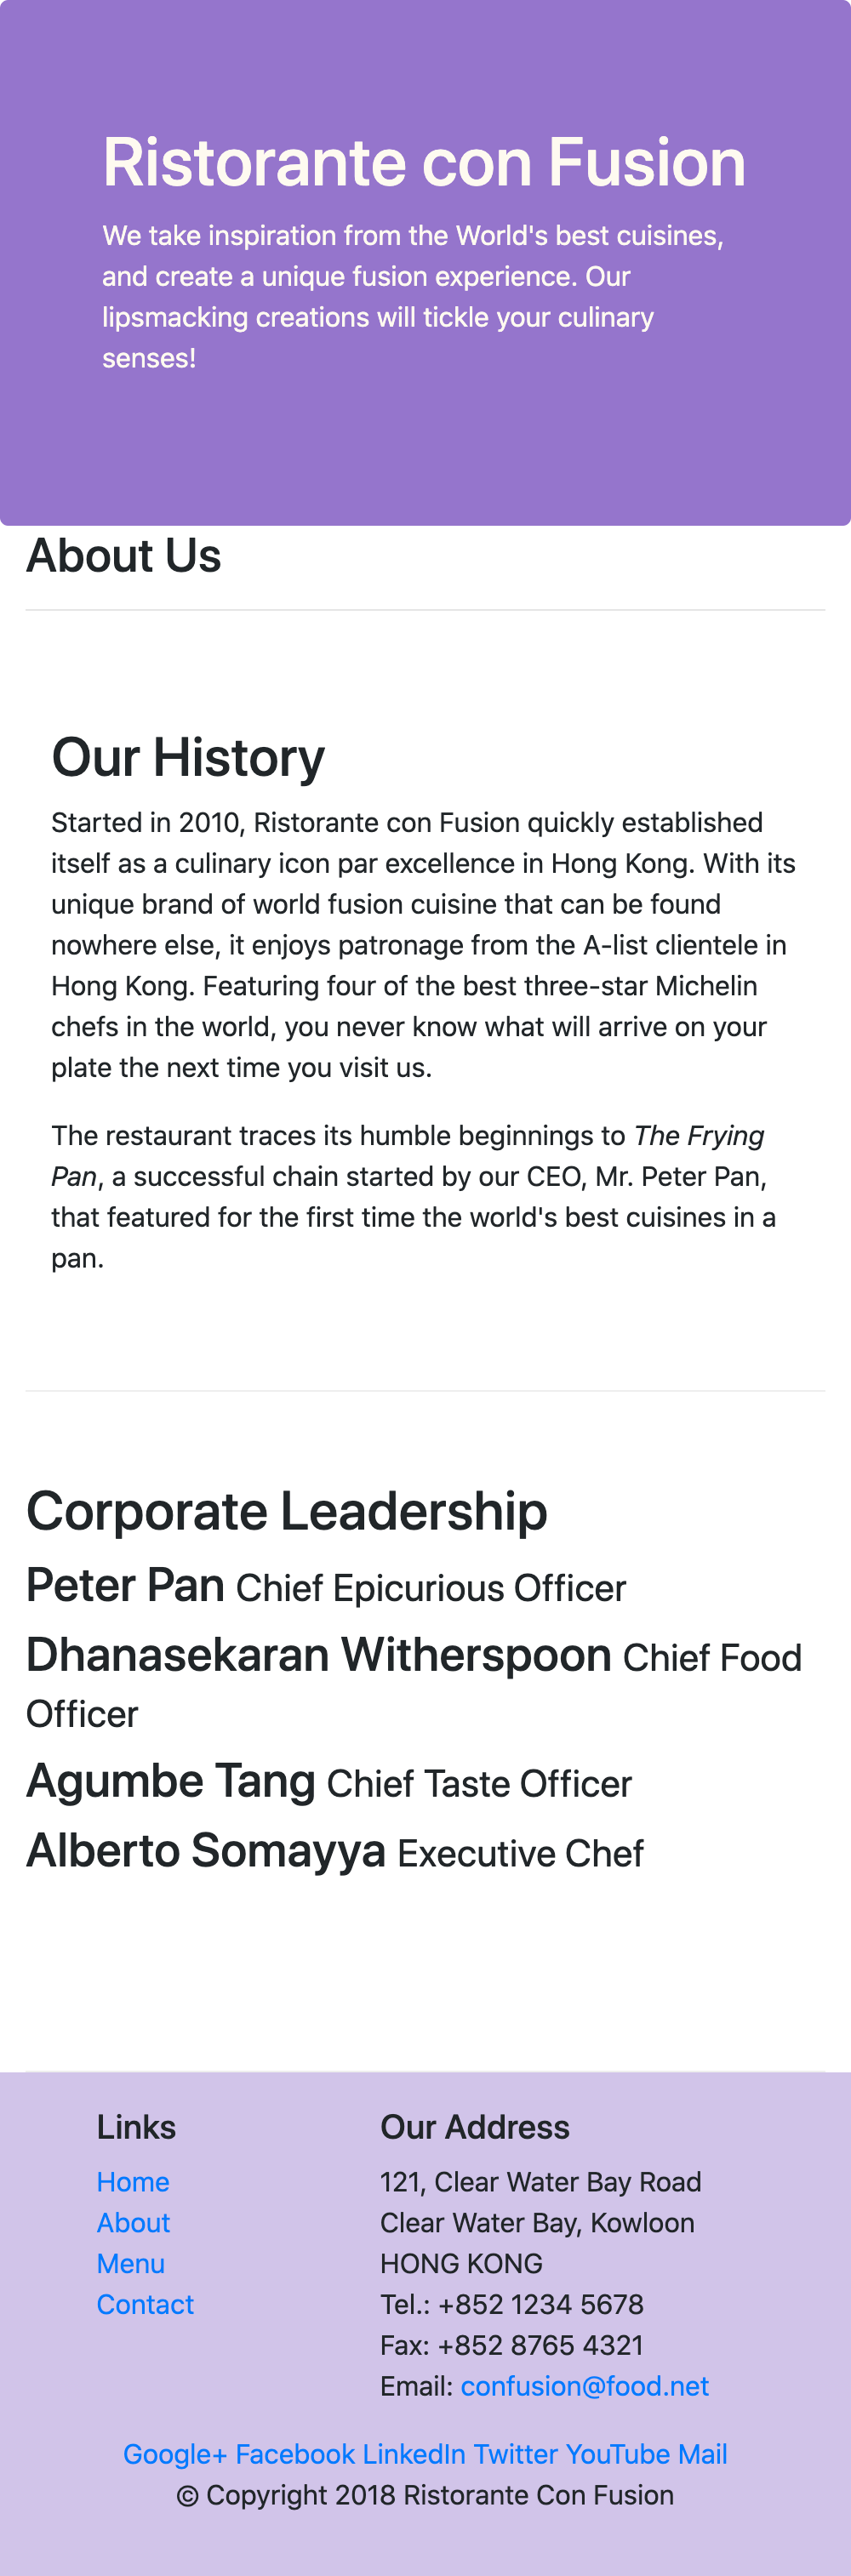 Ristorante con Fusion
We take inspiration from the World's best cuisines,
and create a unique fusion experience. Our
lipsmacking creations will tickle your culinary
senses!
About Us
Our History
Started in 2010, Ristorante con Fusion quickly established
itself as a culinary icon par excellence in Hong Kong. With its
unique brand of world fusion cuisine that can be found
nowhere else, it enjoys patronage from the A-list clientele in
Hong Kong. Featuring four of the best three-star Michelin
chefs in the world, you never know what will arrive on your
plate the next time you visit us.
The restaurant traces its humble beginnings to The Frying
Pan, a successful chain started by our CEO, Mr. Peter Pan,
that featured for the first time the world's best cuisines in a
pan.
Corporate Leadership
Peter Pan Chief Epicurious Officer
Dhanasekaran Witherspoon Chief Food
Officer
Agumbe Tang Chief Taste Officer
Alberto Somayya Executive Chef
Links
Home
About
Menu
Contact
Our Address
121, Clear Water Bay Road
Clear Water Bay, Kowloon
HONG KONG
Tel.: +852 1234 5678
Fax: +852 8765 4321
Email: confusion@food.net
Google+ Facebook LinkedIn Twitter YouTube Mail
© Copyright 2018 Ristorante Con Fusion